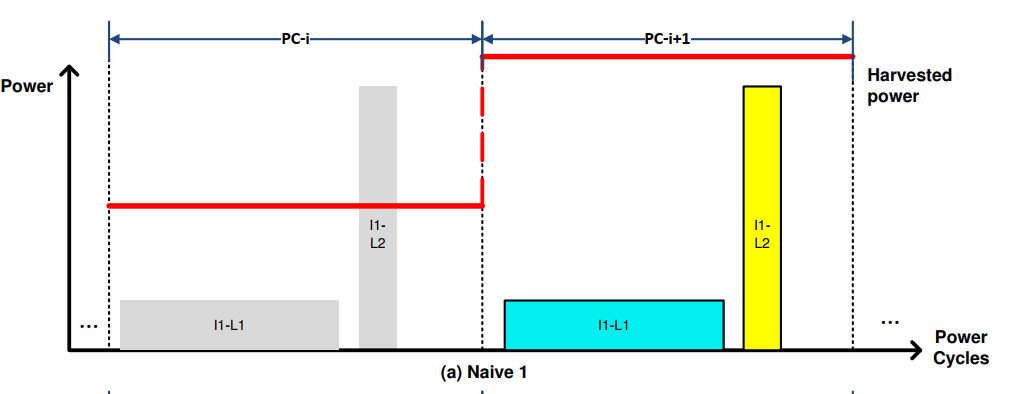 PC-i
PC-i+1
Power
Harvested
power
I1-
L2
I1-
L2
... I1-L1
I1-L1
...
Power
Cycles
(a) Naive 1